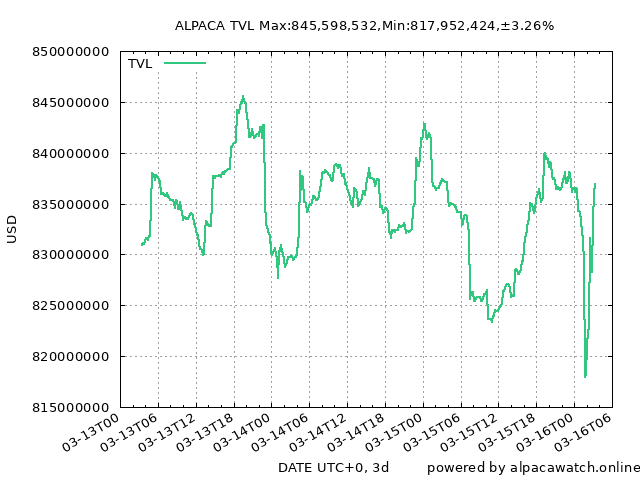 ALPACA TVL Max:845,598,532,Min:817,952,424,±3.26%
TVL
850000000
845000000
840000000
835000000
830000000
825000000
820000000
815000000
USD
03-13T00
03-13T06
03-13T12
03-13T18
03-14T00
03-14T06
03-14T12
03-14T18
03-15T00
03-15T06
03-15T12
03-15T18
03-16T00
03-16T06
DATE UTC+0, 3d
powered by alpacawatch.online